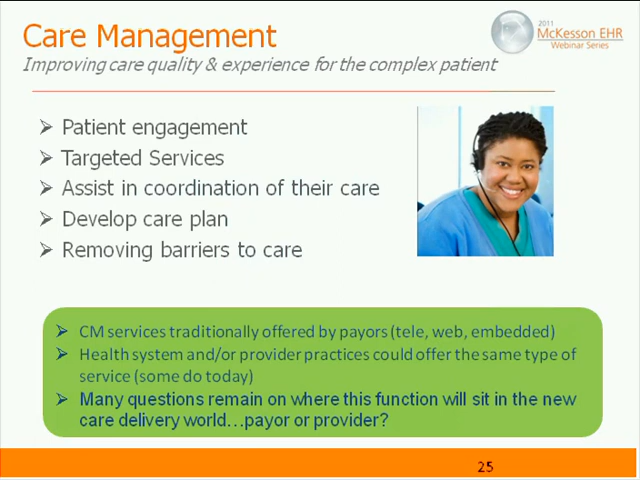 Care Management
Improving care quality & experience for the complex patient
2011
McKesson EHR
Webinar Series
➢ Patient engagement
➢ Targeted Services
➢ Assist in coordination of their care
➢ Develop care plan
➢ Removing barriers to care
➢ CM services traditionally offered by payors (tele, web, embedded)
➢ Health system and/or provider practices could offer the same type of
service (some do today)
➢ Many questions remain on where this function will sit in the new
care delivery world…payor or provider?
25